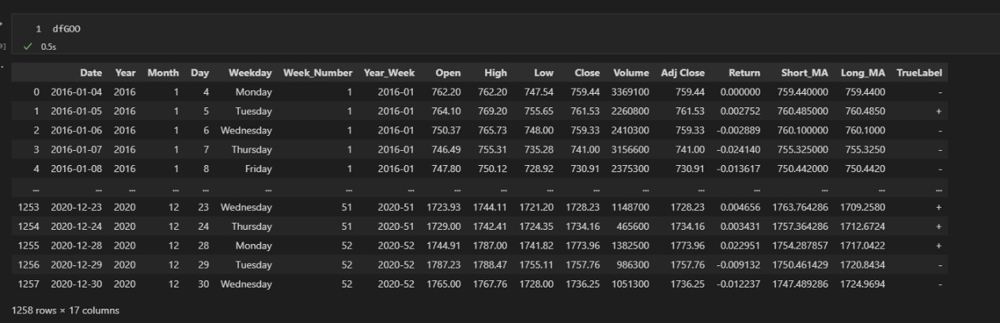 1 dfGOO
0.5s
Date Year Month Day Weekday Week_Number Year_Week Open High Low Close Volume Adj Close Return Short_MA Long_MA TrueLabel
0 2016-01-04 2016 1 4 Monday 1 2016-01 762.20 762.20 747.54 759.44 3369100 759.44 0.000000 759.440000 759.4400 -
1 2016-01-05 2016 1 5 Tuesday 1 2016-01 764.10 769.20 755.65 761.53 2260800 761.53 0.002752 760.485000 760.4850 +
2 2016-01-06 2016 1 6 Wednesday 1 2016-01 750.37 765.73 748.00 759.33 2410300 759.33 -0.002889 760.100000 760.1000 -
3 2016-01-07 2016 1 7 Thursday 1 2016-01 746.49 755.31 735.28 741.00 3156600 741.00 -0.024140 755.325000 755.3250 -
4 2016-01-08 2016 1 8 Friday 1 2016-01 747.80 750.12 728.92 730.91 2375300 730.91 -0.013617 750.442000 750.4420 -
... ... ... ... ... ... ... ... ... ... ... ... ... ... ... ... ... ...
1253 2020-12-23 2020 12 23 Wednesday 51 2020-51 1723.93 1744.11 1721.20 1728.23 1148700 1728.23 0.004656 1763.764286 1709.2580 +
1254 2020-12-24 2020 12 24 Thursday 51 2020-51 1729.00 1742.41 1724.35 1734.16 465600 1734.16 0.003431 1757.364286 1712.6724 +
1255 2020-12-28 2020 12 28 Monday 52 2020-52 1744.91 1787.00 1741.82 1773.96 1382500 1773.96 0.022951 1754.287857 1717.0422 +
1256 2020-12-29 2020 12 29 Tuesday 52 2020-52 1787.23 1788.47 1755.11 1757.76 986300 1757.76 -0.009132 1750.461429 1720.8434 -
1257 2020-12-30 2020 12 30 Wednesday 52 2020-52 1765.00 1767.76 1728.00 1736.25 1051300 1736.25 -0.012237 1747.489286 1724.9694 -
1258 rows × 17 columns